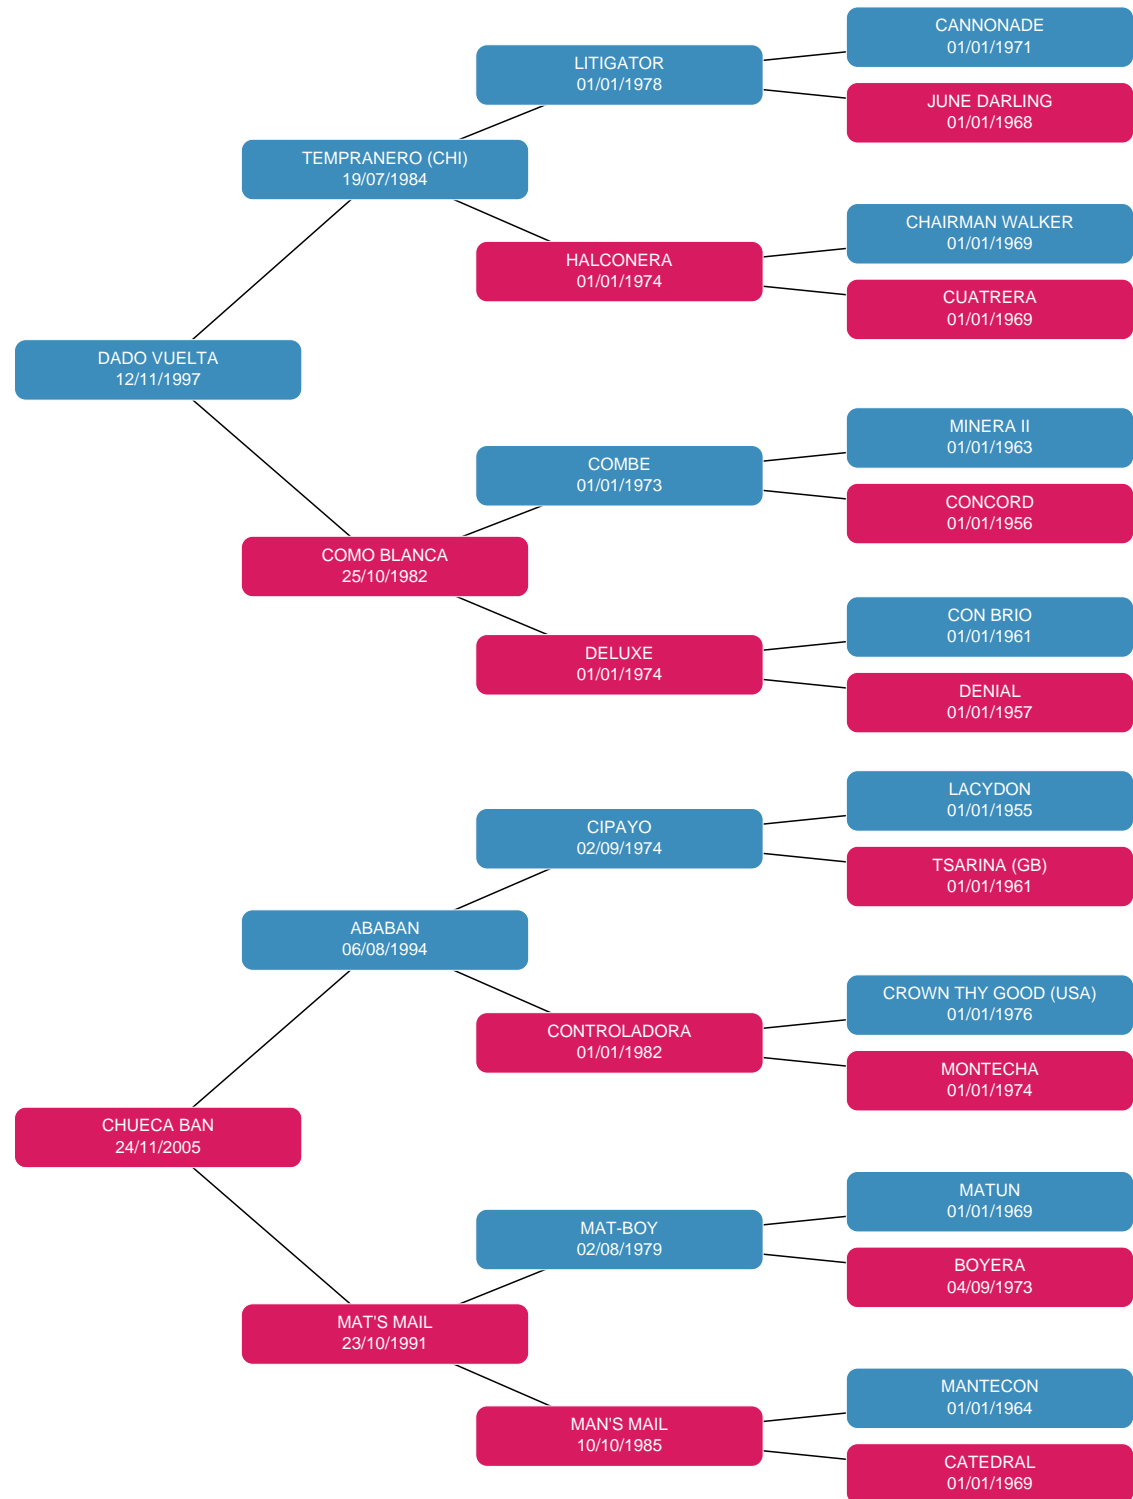 CANNONADE
01/01/1971
LITIGATOR
01/01/1978
JUNE DARLING
01/01/1968
TEMPRANERO (CHI)
19/07/1984
CHAIRMAN WALKER
01/01/1969
HALCONERA
01/01/1974
CUATRERA
01/01/1969
DADO VUELTA
12/11/1997
MINERA II
01/01/1963
COMBE
01/01/1973
CONCORD
01/01/1956
COMO BLANCA
25/10/1982
CON BRIO
01/01/1961
DELUXE
01/01/1974
DENIAL
01/01/1957
LACYDON
01/01/1955
CIPAYO
02/09/1974
TSARINA (GB)
01/01/1961
ABABAN
06/08/1994
CROWN THY GOOD (USA)
01/01/1976
CONTROLADORA
01/01/1982
MONTECHA
01/01/1974
CHUECA BAN
24/11/2005
MATUN
01/01/1969
MAT-BOY
02/08/1979
BOYERA
04/09/1973
MAT'S MAIL
23/10/1991
MANTECON
01/01/1964
MAN'S MAIL
10/10/1985
CATEDRAL
01/01/1969